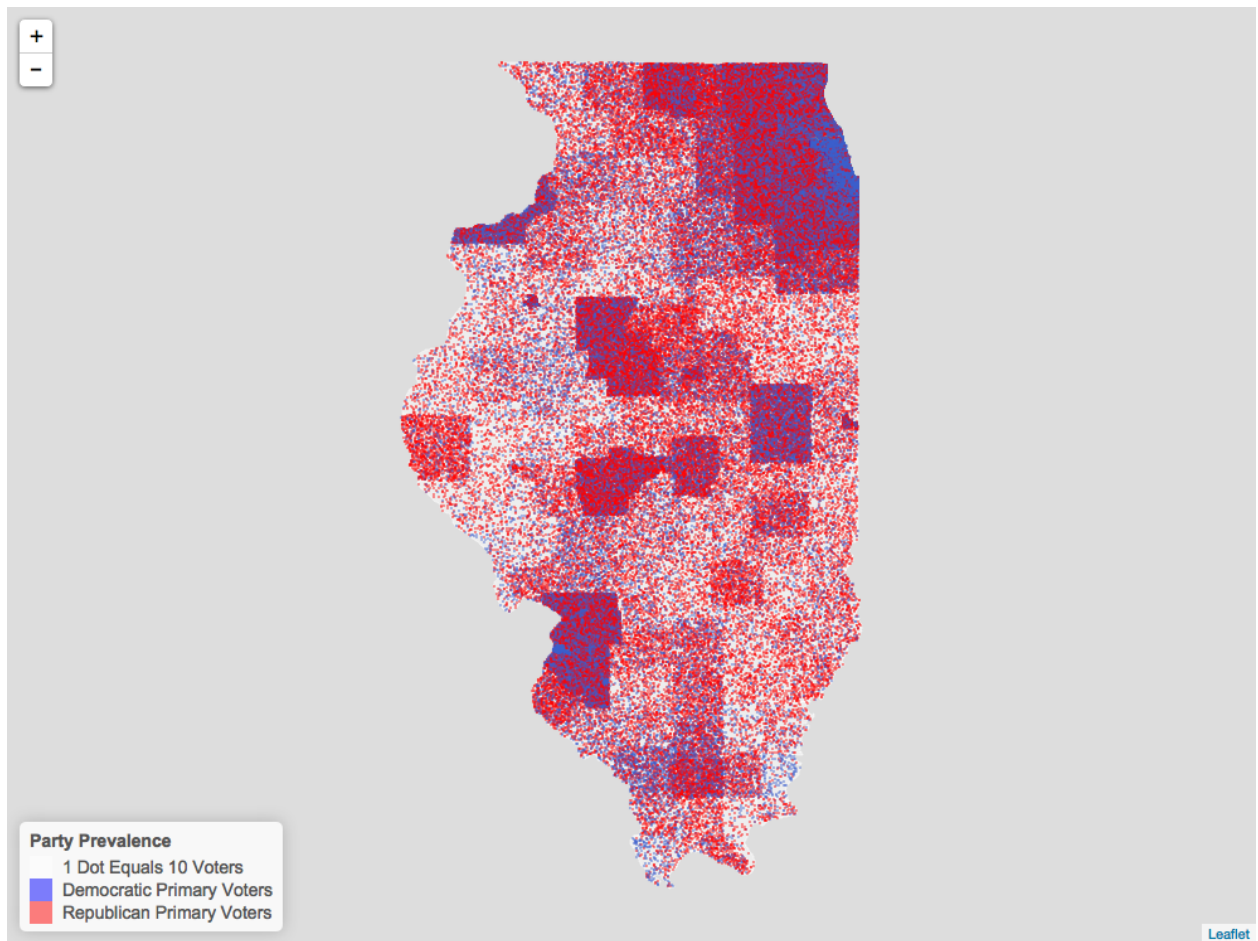 +
-
Party Prevalence
1 Dot Equals 10 Voters
Democratic Primary Voters
Republican Primary Voters
Leaflet